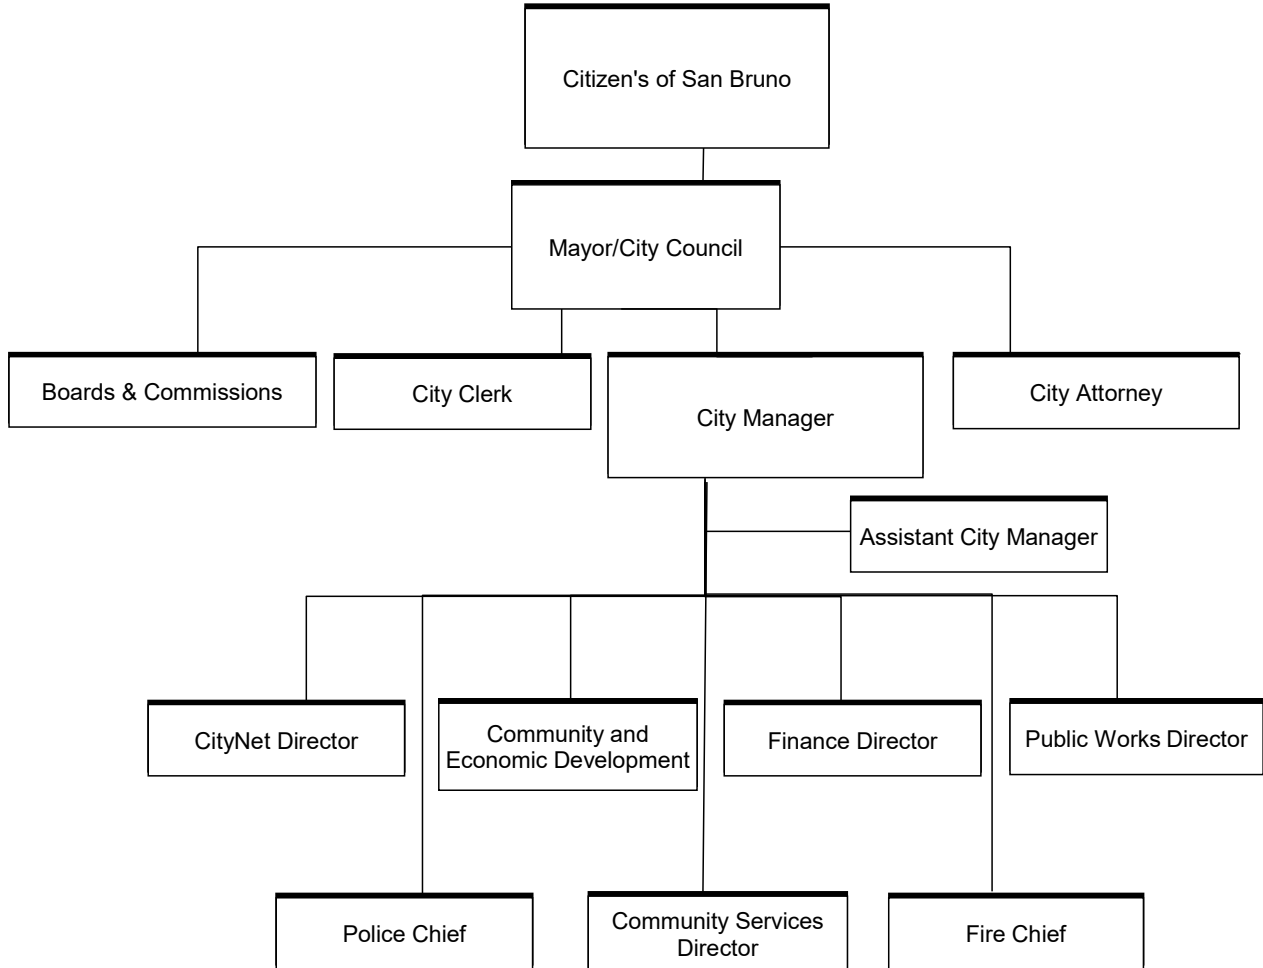 Citizen's of San Bruno
Mayor/City Council
Boards & Commissions
City Clerk
City Manager
City Attorney
Assistant City Manager
CityNet Director
Community and
Economic Development
Finance Director
Public Works Director
Police Chief
Community Services
Director
Fire Chief